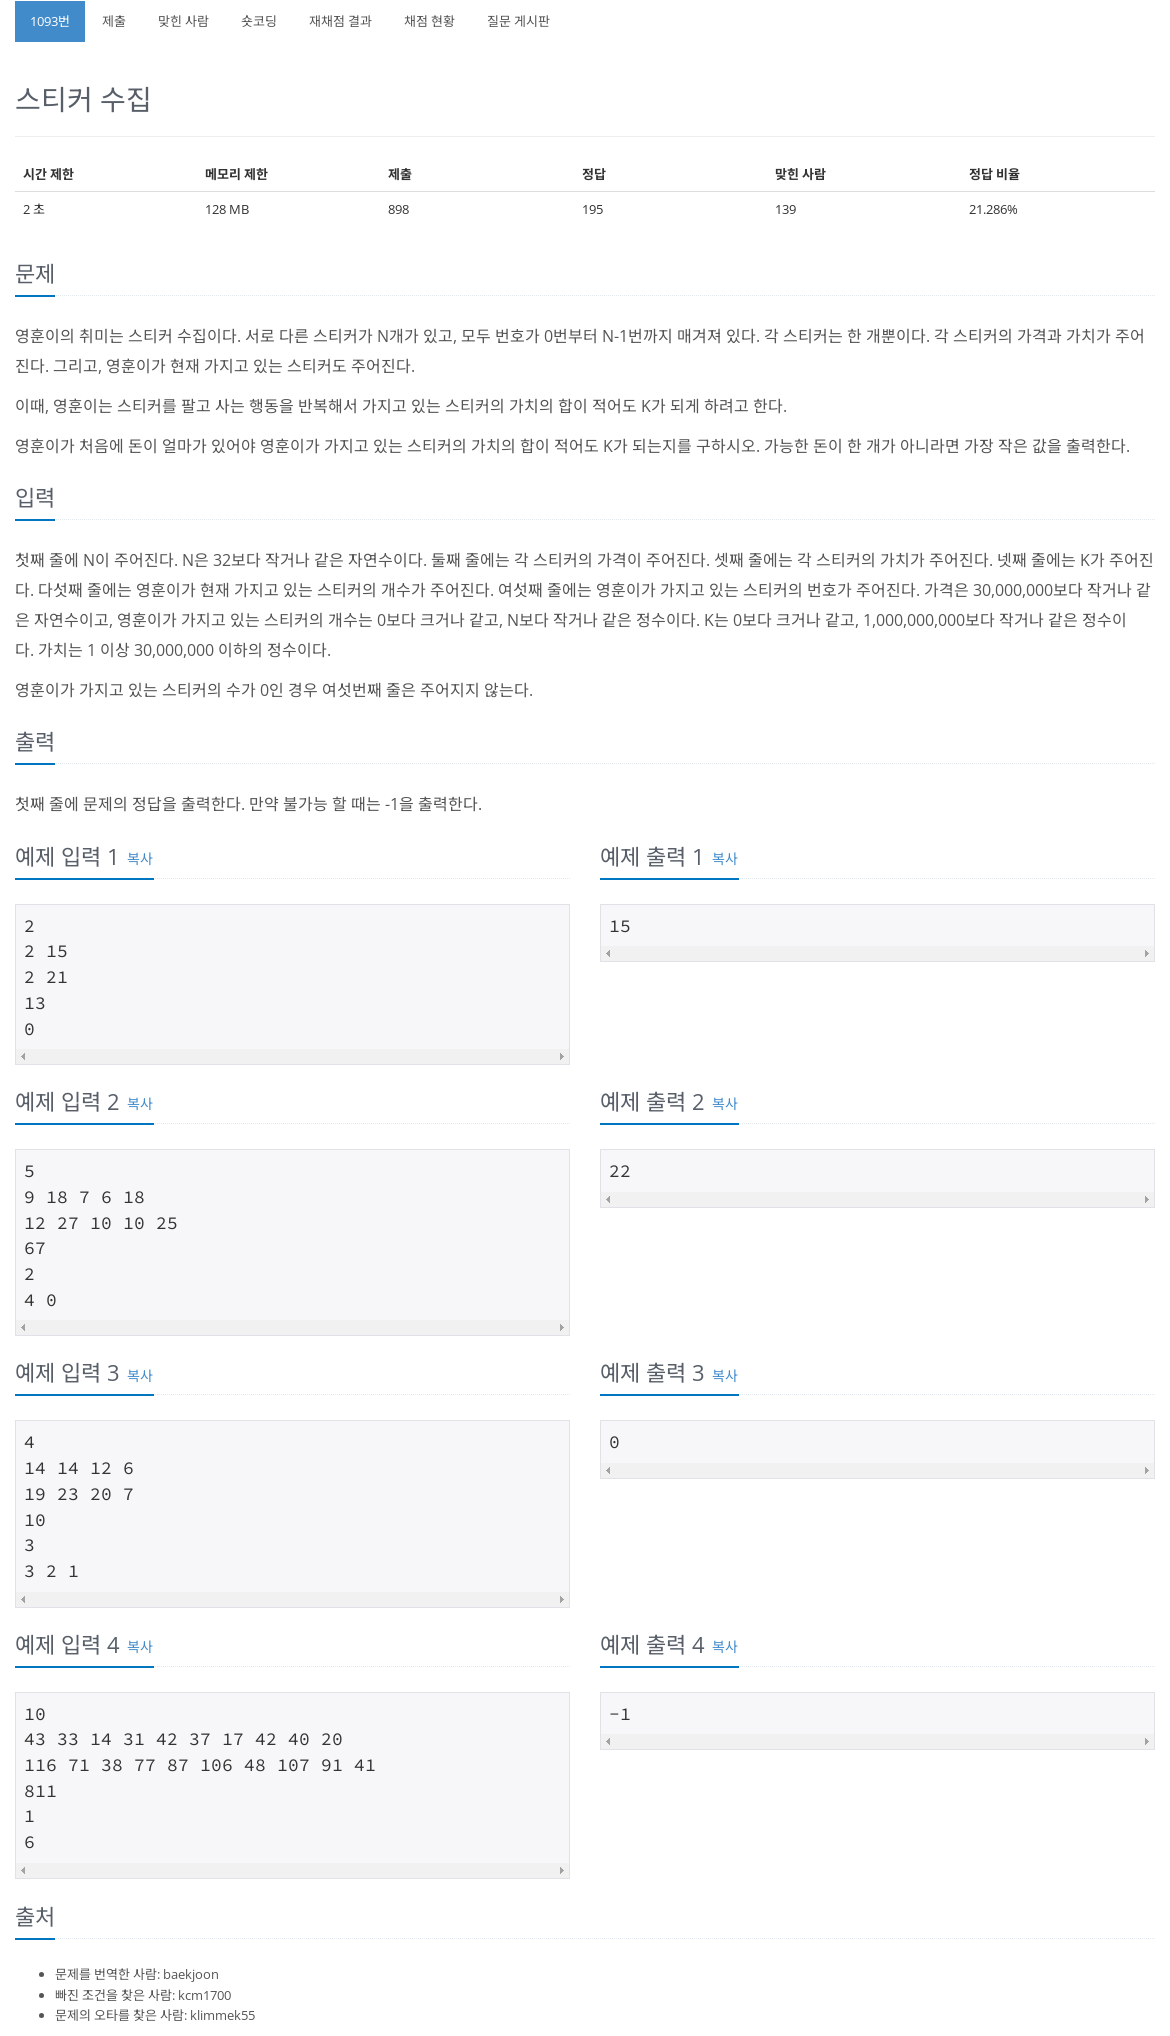 1093번 제출 맞힌 사람 숏코딩 재채점 결과 채점 현황 질문 게시판
스티커 수집
시간 제한 메모리 제한 제출 정답 맞힌 사람 정답 비율
2 초 128 MB 898 195 139 21.286%
문제
영훈이의 취미는 스티커 수집이다. 서로 다른 스티커가 N개가 있고, 모두 번호가 0번부터 N-1번까지 매겨져 있다. 각 스티커는 한 개뿐이다. 각 스티커의 가격과 가치가 주어
진다. 그리고, 영훈이가 현재 가지고 있는 스티커도 주어진다.
이때, 영훈이는 스티커를 팔고 사는 행동을 반복해서 가지고 있는 스티커의 가치의 합이 적어도 K가 되게 하려고 한다.
영훈이가 처음에 돈이 얼마가 있어야 영훈이가 가지고 있는 스티커의 가치의 합이 적어도 K가 되는지를 구하시오. 가능한 돈이 한 개가 아니라면 가장 작은 값을 출력한다.
입력
첫째 줄에 N이 주어진다. N은 32보다 작거나 같은 자연수이다. 둘째 줄에는 각 스티커의 가격이 주어진다. 셋째 줄에는 각 스티커의 가치가 주어진다. 넷째 줄에는 K가 주어진
다. 다섯째 줄에는 영훈이가 현재 가지고 있는 스티커의 개수가 주어진다. 여섯째 줄에는 영훈이가 가지고 있는 스티커의 번호가 주어진다. 가격은 30,000,000보다 작거나 같
은 자연수이고, 영훈이가 가지고 있는 스티커의 개수는 0보다 크거나 같고, N보다 작거나 같은 정수이다. K는 0보다 크거나 같고, 1,000,000,000보다 작거나 같은 정수이
다. 가치는 1 이상 30,000,000 이하의 정수이다.
영훈이가 가지고 있는 스티커의 수가 0인 경우 여섯번째 줄은 주어지지 않는다.
출력
첫째 줄에 문제의 정답을 출력한다. 만약 불가능 할 때는 -1을 출력한다.
예제 입력 1 복사
2
2 15
2 21
13
0
예제 출력 1 복사
15
예제 입력 2 복사
5
9 18 7 6 18
12 27 10 10 25
67
2
4 0
예제 출력 2 복사
22
예제 입력 3 복사
4
14 14 12 6
19 23 20 7
10
3
3 2 1
예제 출력 3 복사
0
예제 입력 4 복사
10
43 33 14 31 42 37 17 42 40 20
116 71 38 77 87 106 48 107 91 41
811
1
6
예제 출력 4 복사
-1
출처
문제를 번역한 사람: baekjoon
빠진 조건을 찾은 사람: kcm1700
문제의 오타를 찾은 사람: klimmek55